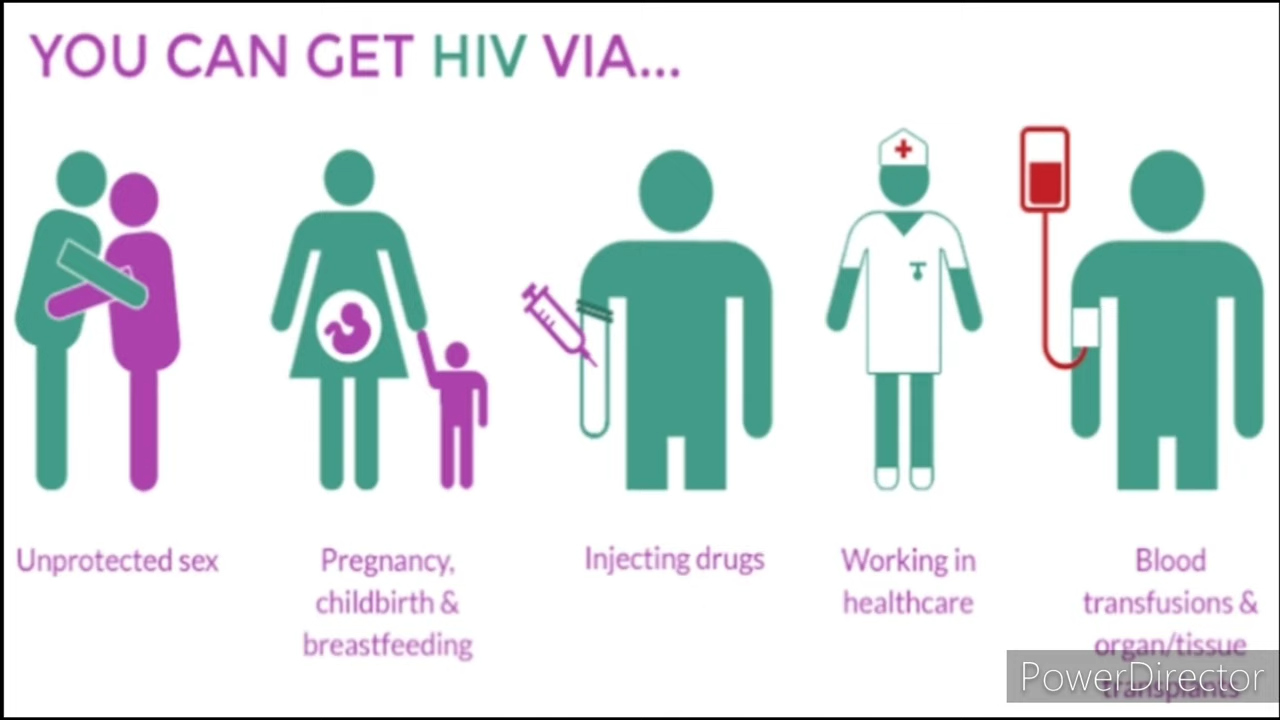 YOU CAN GET HIV VIA...
Unprotected sex
Pregnancy,
childbirth &
breastfeeding
Injecting drugs
Working in
healthcare
Blood
transfusions &
organ/tissue
transplants
PowerDirector